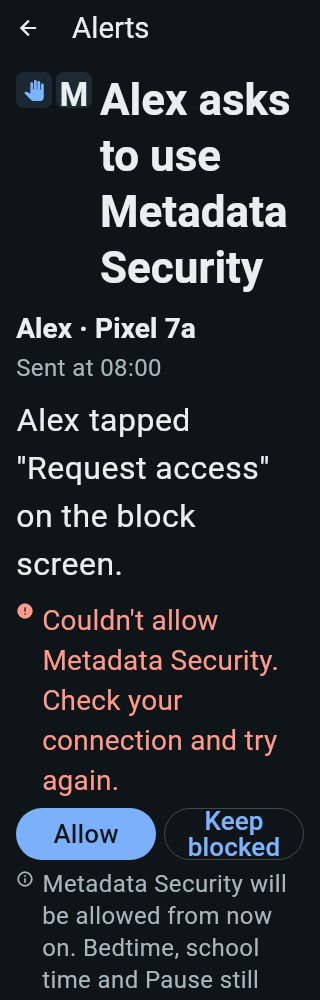 Alerts
M
Alex asks
to use
Metadata
Security
Alex · Pixel 7a
Sent at 08:00
Alex tapped
"Request access"
on the block
screen.
Couldn't allow
Metadata Security.
Check your
connection and try
again.
Allow
Keep
blocked
Metadata Security will
be allowed from now
on. Bedtime, school
time and Pause still